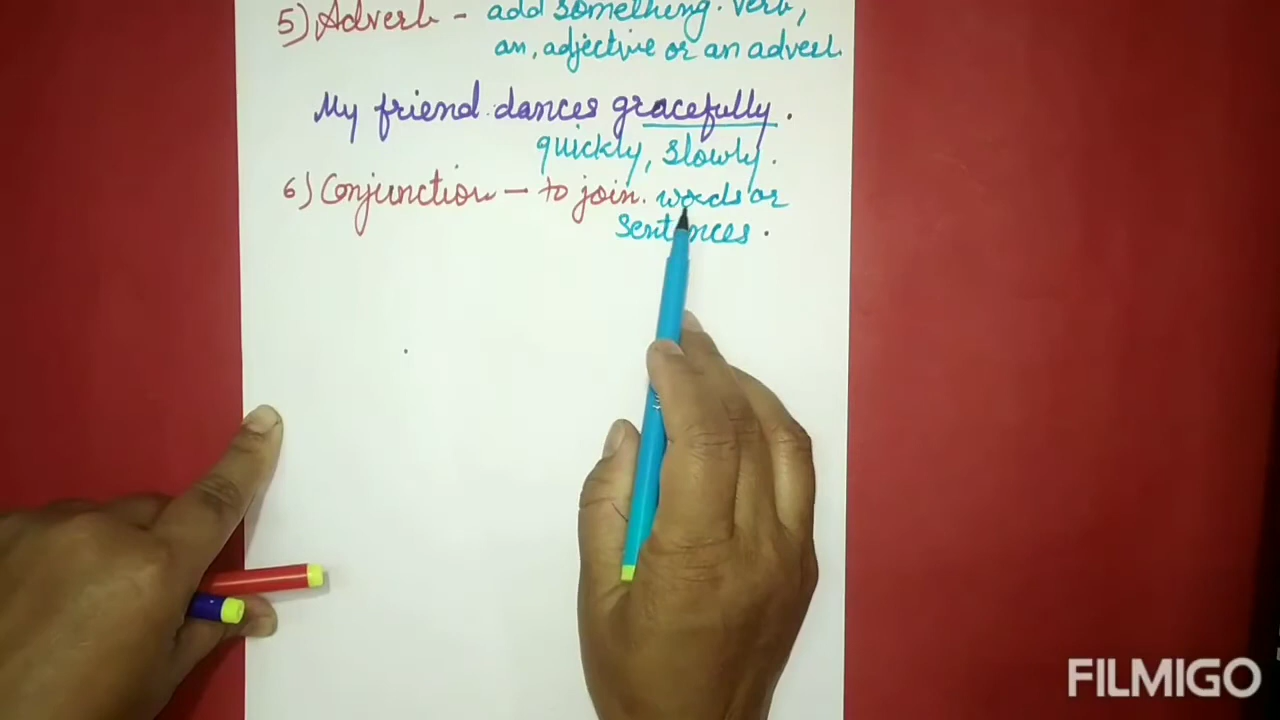 5) Adverb - add something. verb,
an, adjective or an adverb
My friend dances gracefully.
quickly, slowly.
6) Conjunction - to join. words or
sentences.
FILMIGO